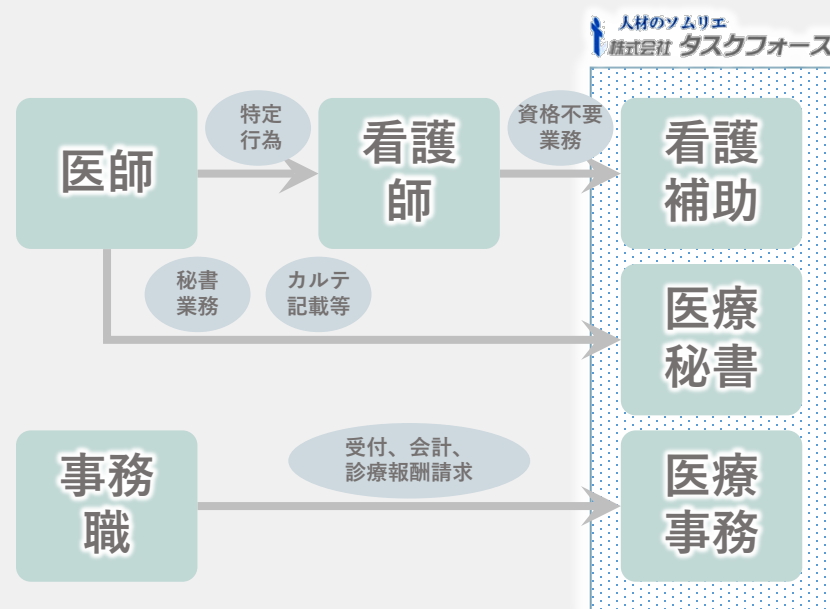 人材のソムリエ
株式会社 タスクフォース
特定
行為
資格不要
業務
医師
看護
師
看護
補助
秘書
業務
カルテ
記載等
医療
秘書
受付、会計、
診療報酬請求
事務
職
医療
事務